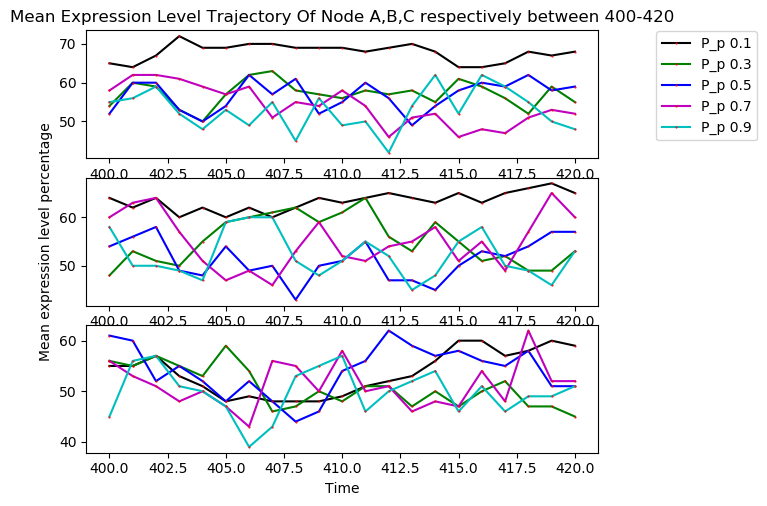 Mean Expression Level Trajectory Of Node A,B,C respectively between 400-420
P_p 0.1
P_p 0.3
P_p 0.5
P_p 0.7
P_p 0.9
Mean expression level percentage
70
60
50
400.0 402.5 405.0 407.5 410.0 412.5 415.0 417.5 420.0
60
50
400.0 402.5 405.0 407.5 410.0 412.5 415.0 417.5 420.0
60
50
40
400.0 402.5 405.0 407.5 410.0 412.5 415.0 417.5 420.0
Time